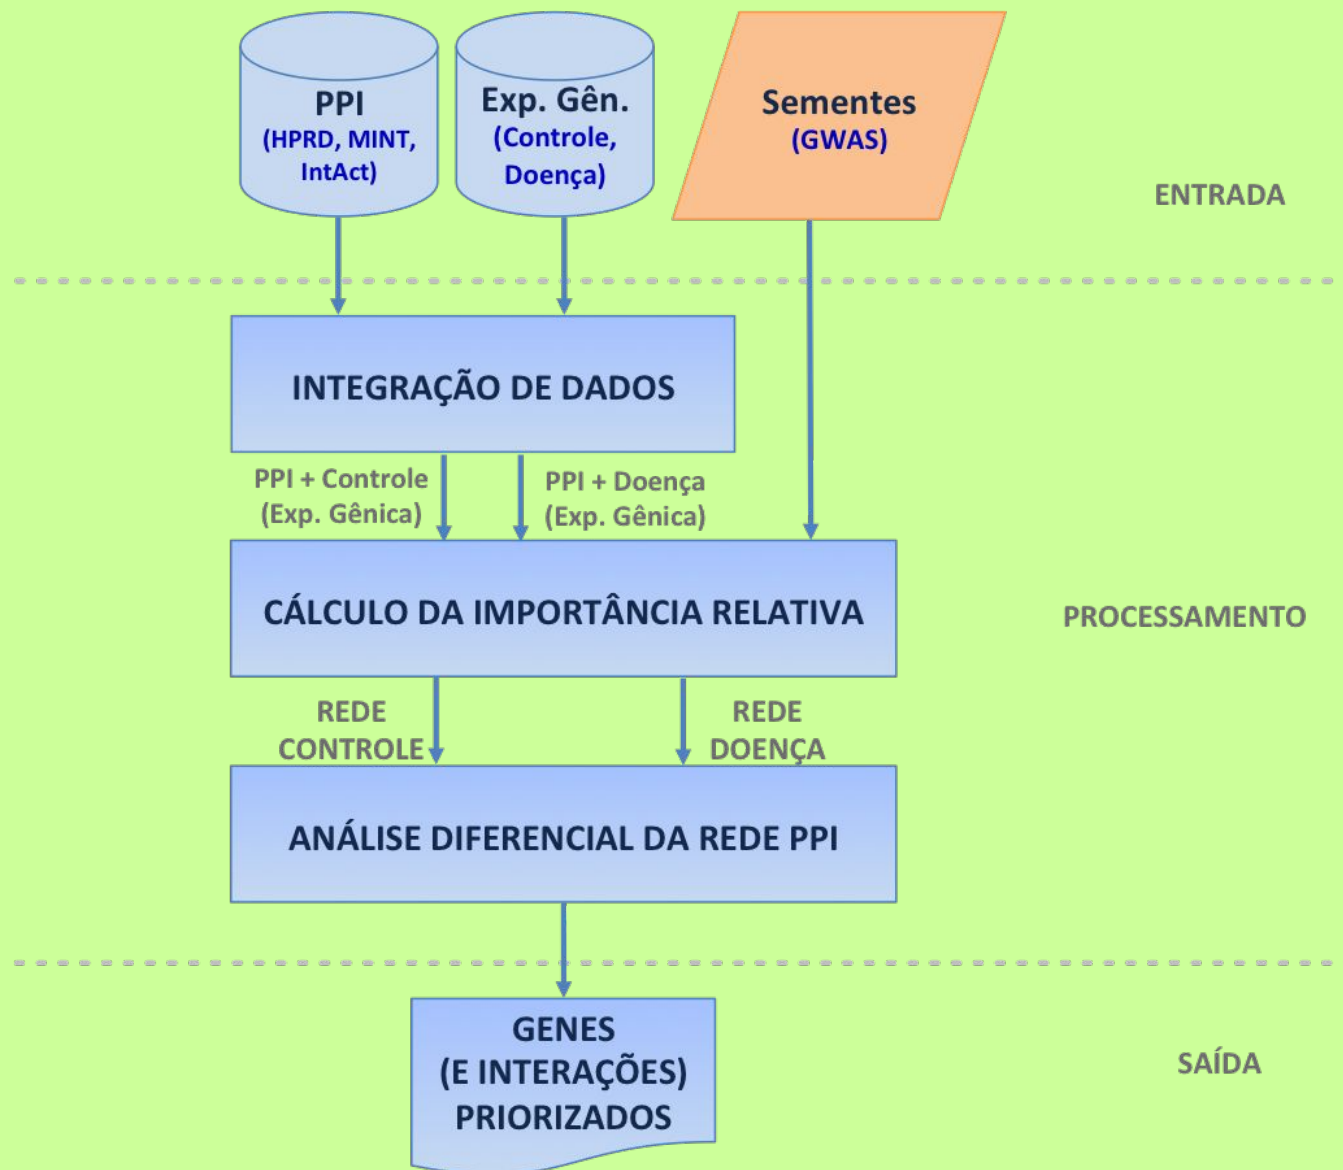 PPI
(HPRD, MINT,
IntAct)
Exp. Gên.
(Controle,
Doença)
Sementes
(GWAS)
ENTRADA
INTEGRAÇÃO DE DADOS
PPI + Controle
(Exp. Gênica)
PPI + Doença
(Exp. Gênica)
CÁLCULO DA IMPORTÂNCIA RELATIVA
PROCESSAMENTO
REDE
CONTROLE
REDE
DOENÇA
ANÁLISE DIFERENCIAL DA REDE PPI
GENES
(E INTERAÇÕES)
PRIORIZADOS
SAÍDA